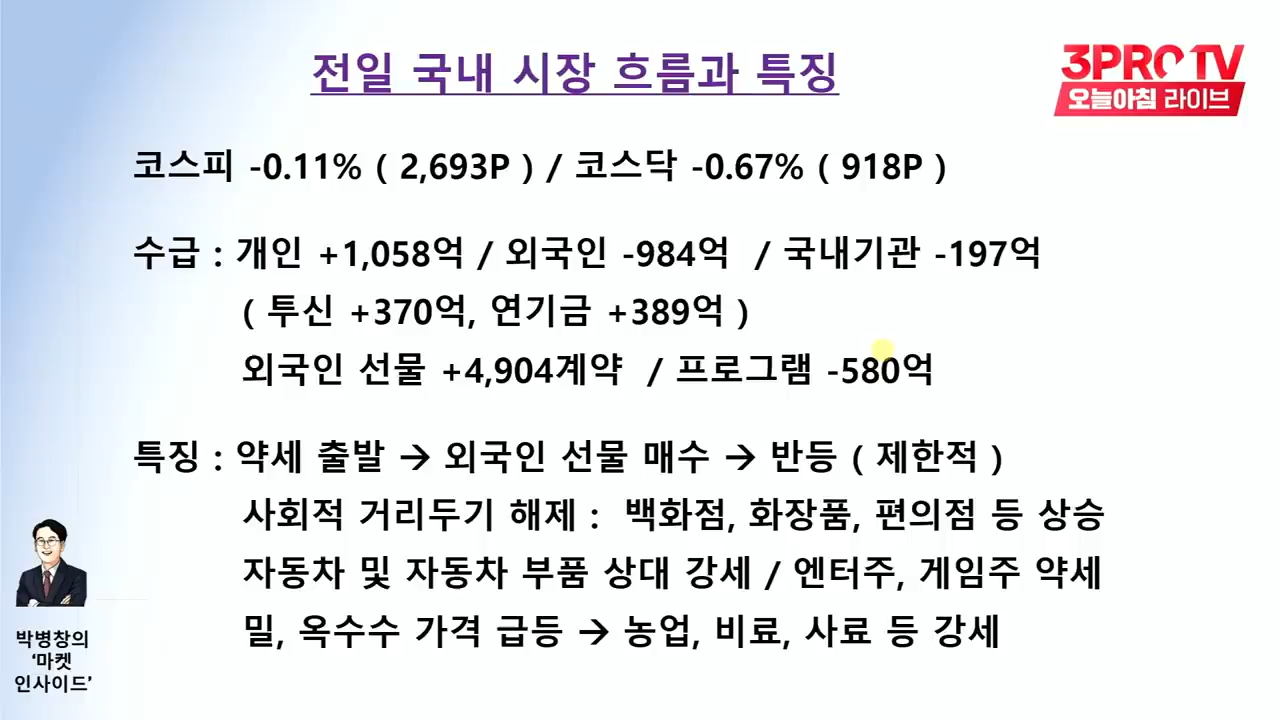 전일 국내 시장 흐름과 특징
3PRO TV
오늘아침 라이브
코스피 -0.11% ( 2,693P ) / 코스닥 -0.67% ( 918P )
수급 : 개인 +1,058억 / 외국인 -984억 / 국내기관 -197억
( 투신 +370억, 연기금 +389억 )
외국인 선물 +4,904계약 / 프로그램 -580억
특징 : 약세 출발 → 외국인 선물 매수 → 반등 ( 제한적 )
사회적 거리두기 해제 : 백화점, 화장품, 편의점 등 상승
자동차 및 자동차 부품 상대 강세 / 엔터주, 게임주 약세
밀, 옥수수 가격 급등 → 농업, 비료, 사료 등 강세
박병창의
‘마켓
인사이드’